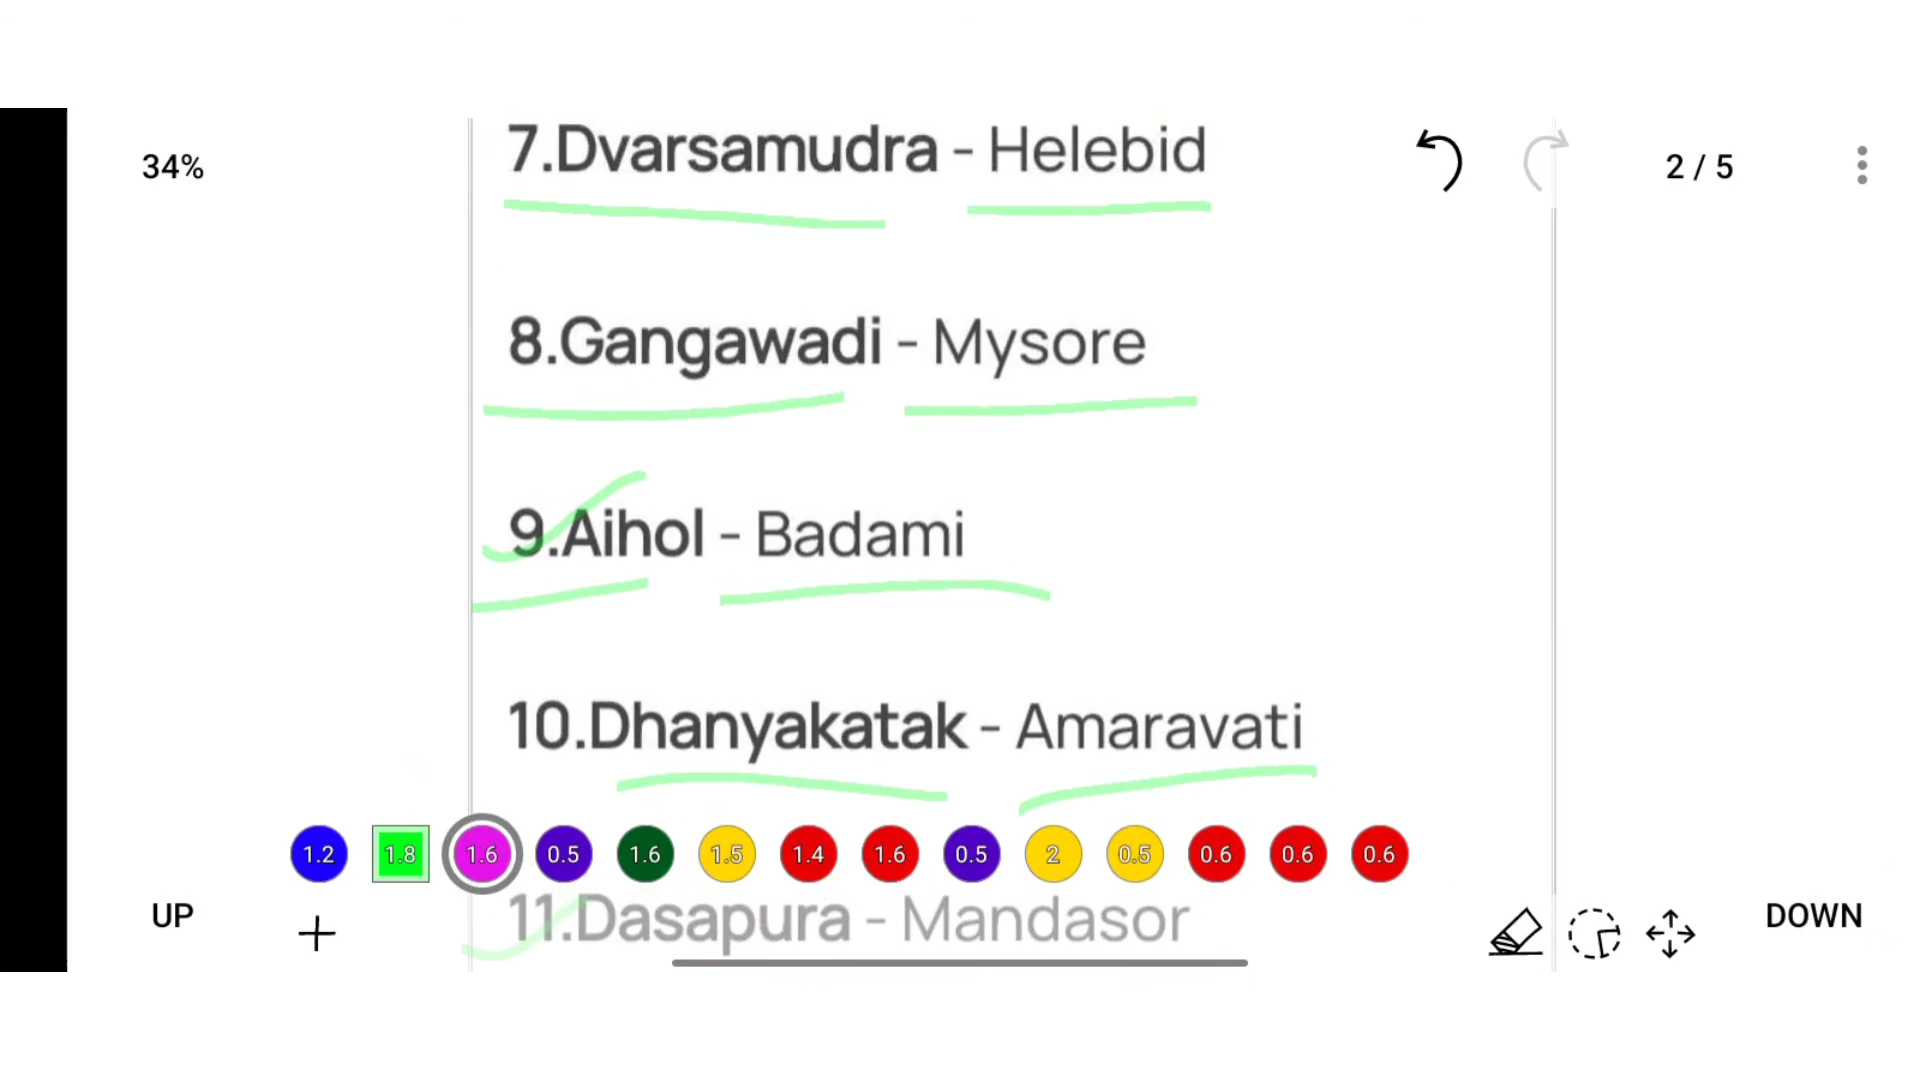 7.Dvarsamudra - Helebid
34%
2 / 5
8.Gangawadi - Mysore
9.Aihol - Badami
10.Dhanyakatak - Amaravati
1.2 1.8 1.6 0.5 1.6 1.5 1.4 1.6 0.5 2 0.5 0.6 0.6 0.6
UP
11.Dasapura - Mandasor
DOWN